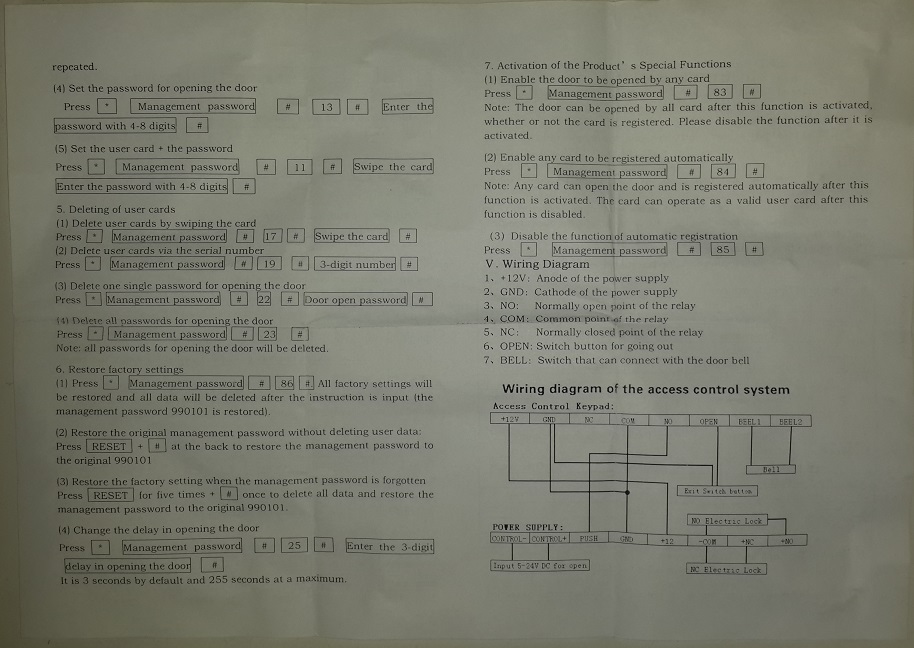 repeated.
(4) Set the password for opening the door
Press * Management password # 13 # Enter the
password with 4-8 digits #
(5) Set the user card + the password
Press * Management password # 11 # Swipe the card
Enter the password with 4-8 digits #
5. Deleting of user cards
(1) Delete user cards by swiping the card
Press * Management password # 17 # Swipe the card #
(2) Delete user cards via the serial number
Press * Management password # 19 # 3-digit number #
(3) Delete one single password for opening the door
Press * Management password # 22 # Door open password #
(4) Delete all passwords for opening the door
Press * Management password # 23 #
Note: all passwords for opening the door will be deleted.
6. Restore factory settings
(1) Press * Management password # 86 # All factory settings will
be restored and all data will be deleted after the instruction is input (the
management password 990101 is restored).
(2) Restore the original management password without deleting user data:
Press RESET + # at the back to restore the management password to
the original 990101
(3) Restore the factory setting when the management password is forgotten
Press RESET for five times + # once to delete all data and restore the
management password to the original 990101.
(4) Change the delay in opening the door
Press * Management password # 25 # Enter the 3-digit
delay in opening the door #
It is 3 seconds by default and 255 seconds at a maximum.
7. Activation of the Product's Special Functions
(1) Enable the door to be opened by any card
Press * Management password # 83 #
Note: The door can be opened by all card after this function is activated,
whether or not the card is registered. Please disable the function after it is
activated.
(2) Enable any card to be registered automatically
Press * Management password # 84 #
Note: Any card can open the door and is registered automatically after this
function is activated. The card can operate as a valid user card after this
function is disabled.
(3) Disable the function of automatic registration
Press * Management password # 85 #
V. Wiring Diagram
1、+12V: Anode of the power supply
2、GND: Cathode of the power supply
3、NO: Normally open point of the relay
4、COM: Common point of the relay
5、NC: Normally closed point of the relay
6、OPEN: Switch button for going out
7、BELL: Switch that can connect with the door bell
Wiring diagram of the access control system
Access Control Keypad:
+12V GND NC COM NO OPEN BEEL1 BEEL2
Bell
Exit Switch button
NO Electric Lock
POWER SUPPLY:
CONTROL- CONTROL+ PUSH GND +12 -COM +NC +NO
Input 5-24V DC for open
NC Electric Lock